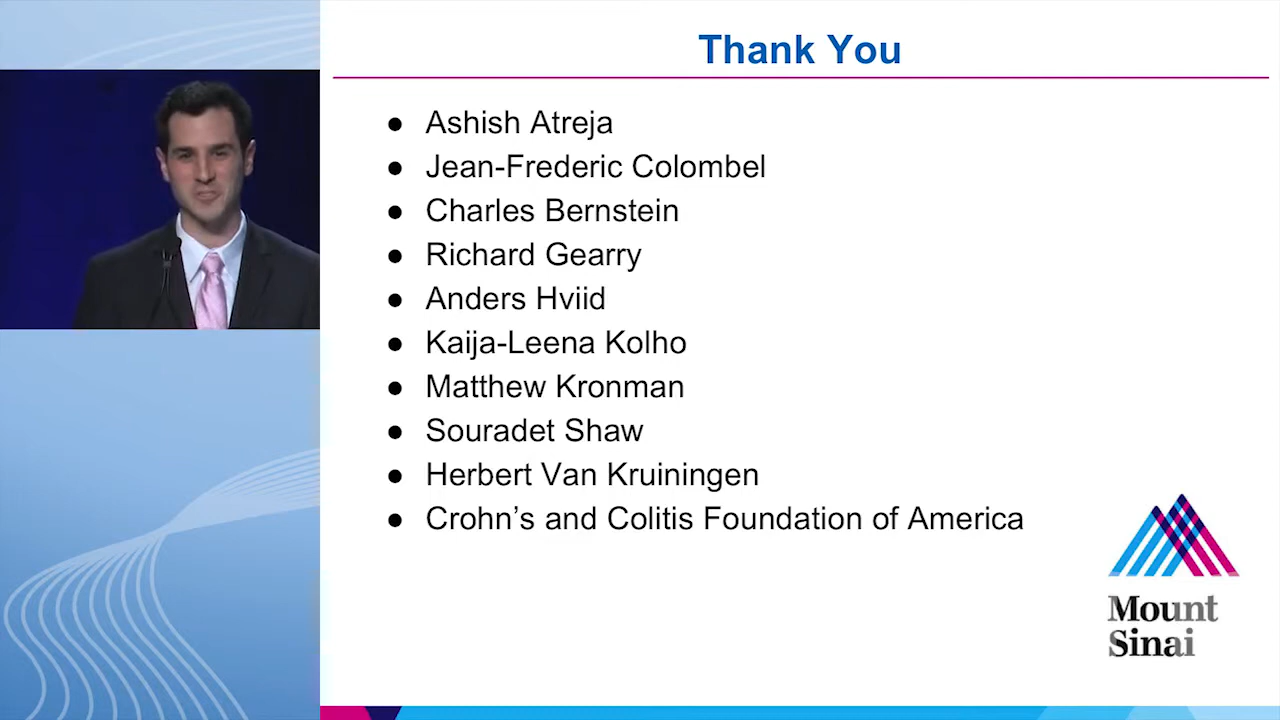 Thank You
● Ashish Atreja
● Jean-Frederic Colombel
● Charles Bernstein
● Richard Gearry
● Anders Hviid
● Kaija-Leena Kolho
● Matthew Kronman
● Souradet Shaw
● Herbert Van Kruiningen
● Crohn’s and Colitis Foundation of America
Mount
Sinai